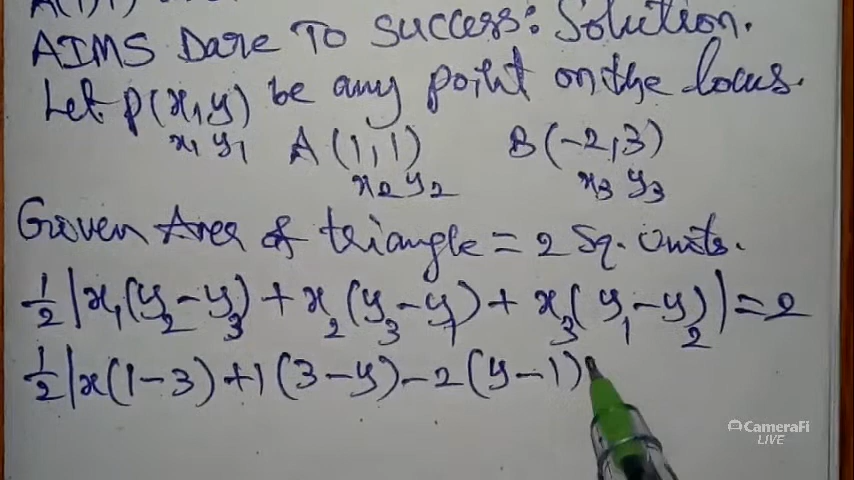 A(1,1)
AIMS Dare To success: Solution.
Let P(x,y) be any point on the locus.
x₁ y₁ A(1,1) B(-2,3)
x₂ y₂ x₃ y₃
Given Area of triangle = 2 Sq. Units.
1/2 |x₁(y₂-y₃) + x₂(y₃-y₁) + x₃(y₁-y₂)| = 2
1/2 |x(1-3) + 1(3-y) - 2(y-1)
CameraFi
LIVE